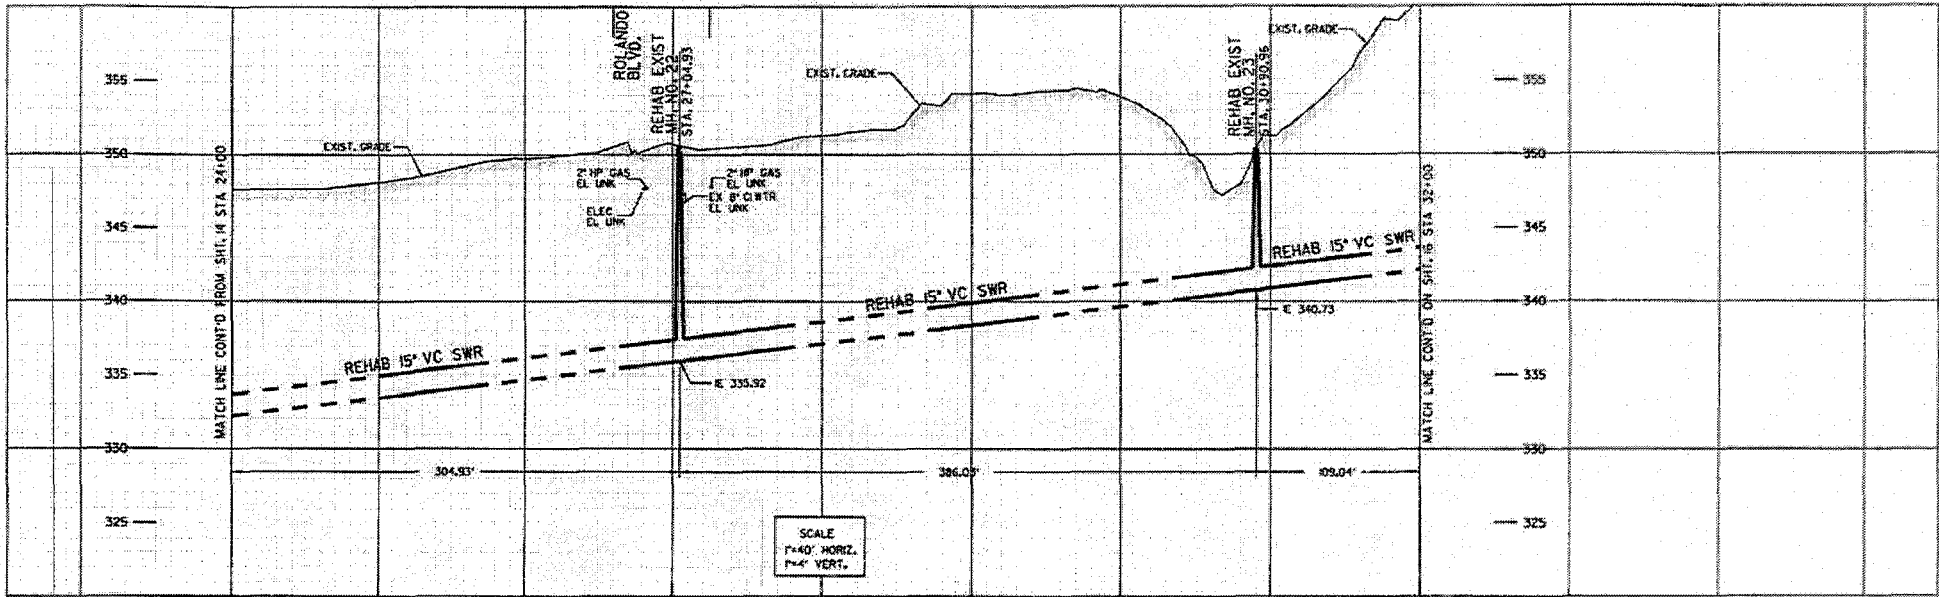 ROLANDO
BLVD.
REHAB EXIST
MH. NO. 22
STA. 27+04.93
EXIST. GRADE
REHAB EXIST
MH. NO. 23
STA. 30+90.96
EXIST. GRADE
355
355
EXIST. GRADE
350
350
2" HP GAS
EL UNK
2" HP GAS
EL UNK
EX 8" CI WTR
EL UNK
ELEC
EL UNK
345
345
MATCH LINE CONT'D FROM SHT. 14 STA 24+00
MATCH LINE CONT'D ON SHT. 16 STA 32+00
REHAB 15" VC SWR
REHAB 15" VC SWR
340
340
IE 340.73
REHAB 15" VC SWR
335
335
IE 335.92
330
330
304.93'
386.03'
109.04'
325
325
SCALE
1"=40' HORIZ.
1"=4' VERT.